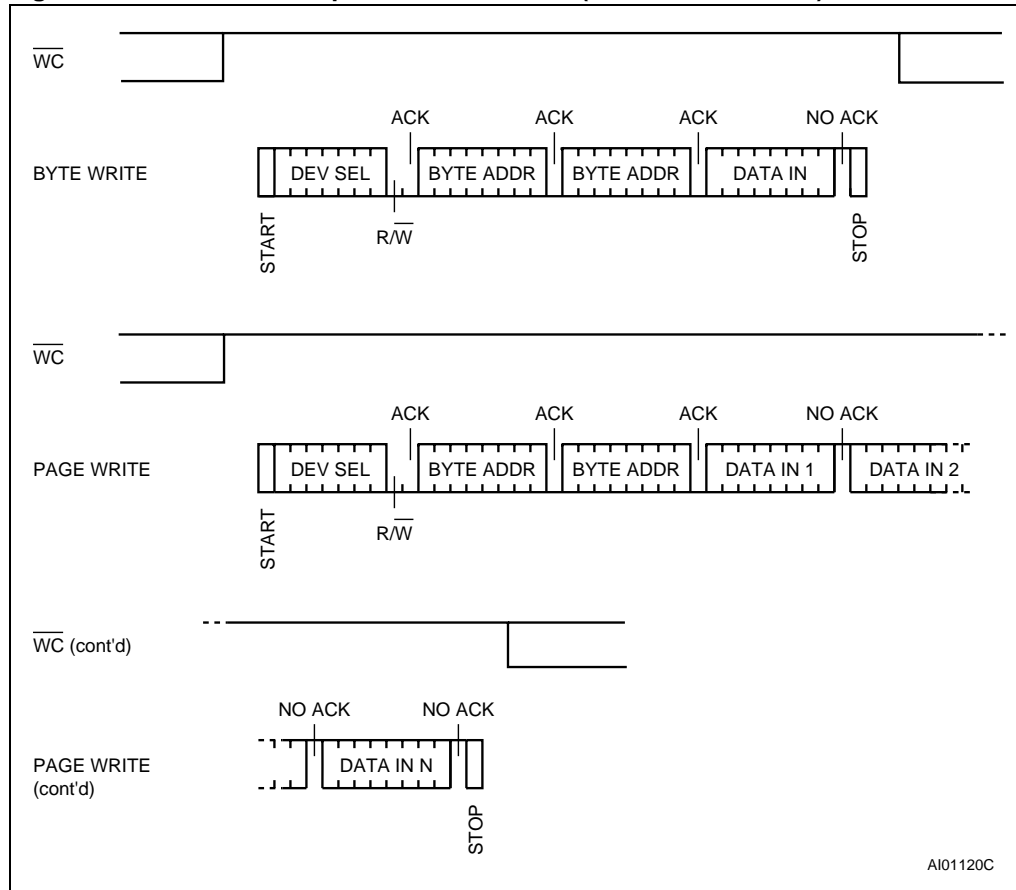 WC
ACK ACK ACK NO ACK
BYTE WRITE DEV SEL BYTE ADDR BYTE ADDR DATA IN
R/W
START
STOP
WC
ACK ACK ACK NO ACK
PAGE WRITE DEV SEL BYTE ADDR BYTE ADDR DATA IN 1 DATA IN 2
R/W
START
WC (cont'd)
NO ACK NO ACK
PAGE WRITE DATA IN N
(cont'd)
STOP
AI01120C